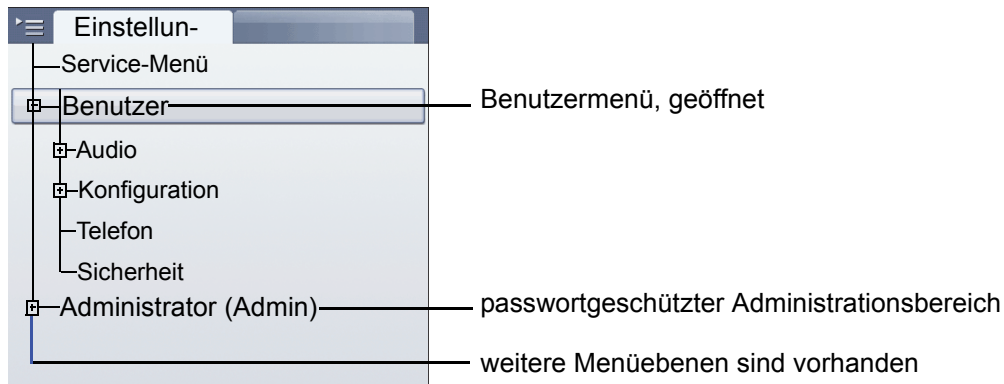 Einstellun-
Service-Menü
Benutzer
Benutzermenü, geöffnet
Audio
Konfiguration
Telefon
Sicherheit
Administrator (Admin)
passwortgeschützter Administrationsbereich
weitere Menüebenen sind vorhanden